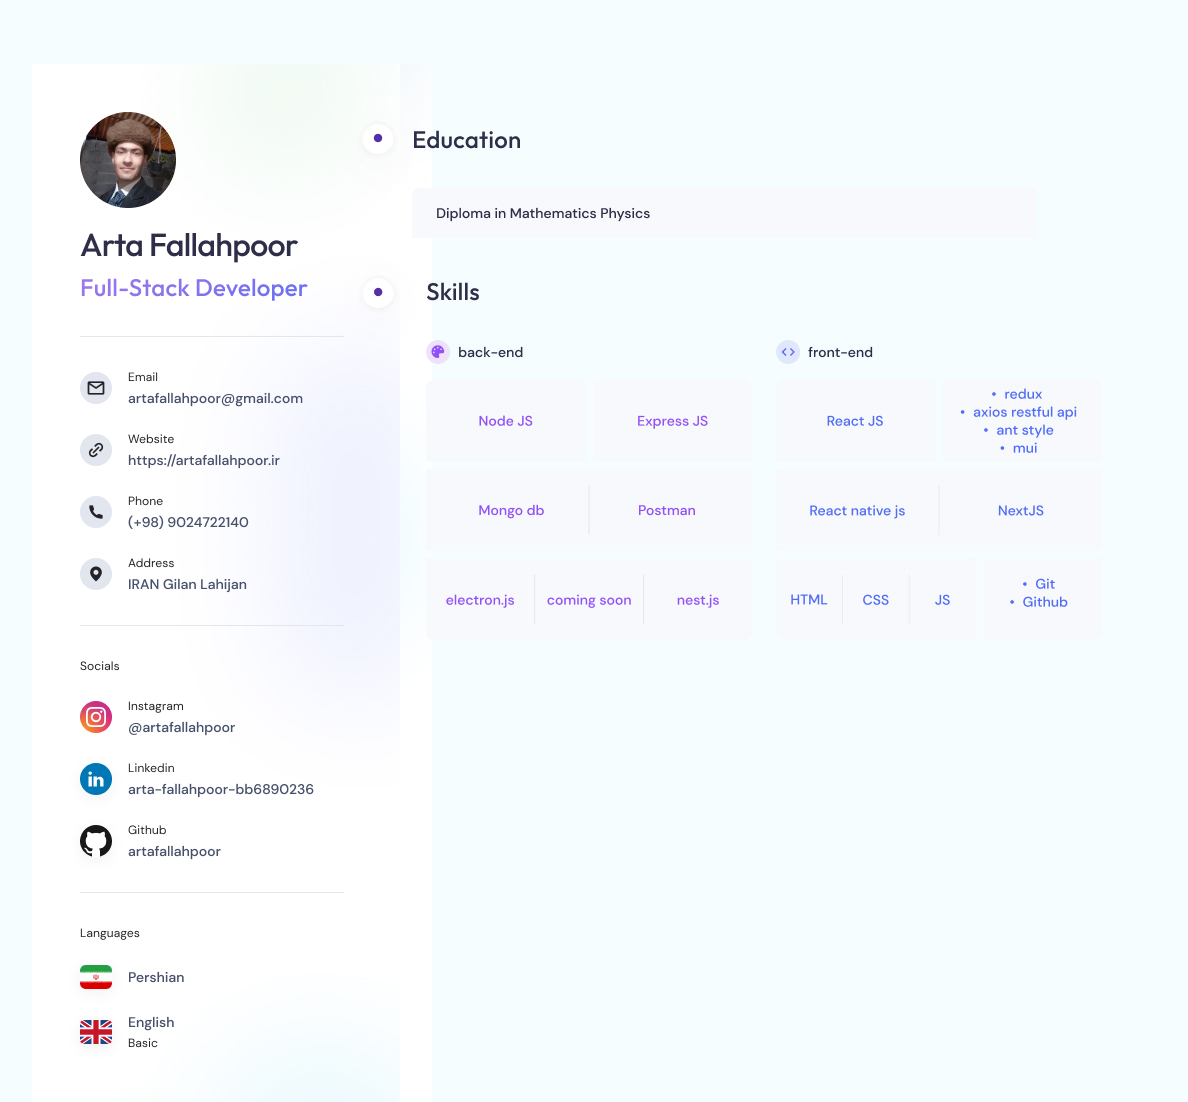 Arta Fallahpoor
Full-Stack Developer
Email
artafallahpoor@gmail.com
Website
https://artafallahpoor.ir
Phone
(+98) 9024722140
Address
IRAN Gilan Lahijan
Socials
Instagram
@artafallahpoor
Linkedin
arta-fallahpoor-bb6890236
Github
artafallahpoor
Languages
Pershian
English
Basic
Education
Diploma in Mathematics Physics
Skills
back-end
Node JS
Express JS
Mongo db
Postman
electron.js
coming soon
nest.js
front-end
React JS
• redux
• axios restful api
• ant style
• mui
React native js
NextJS
HTML
CSS
JS
• Git
• Github